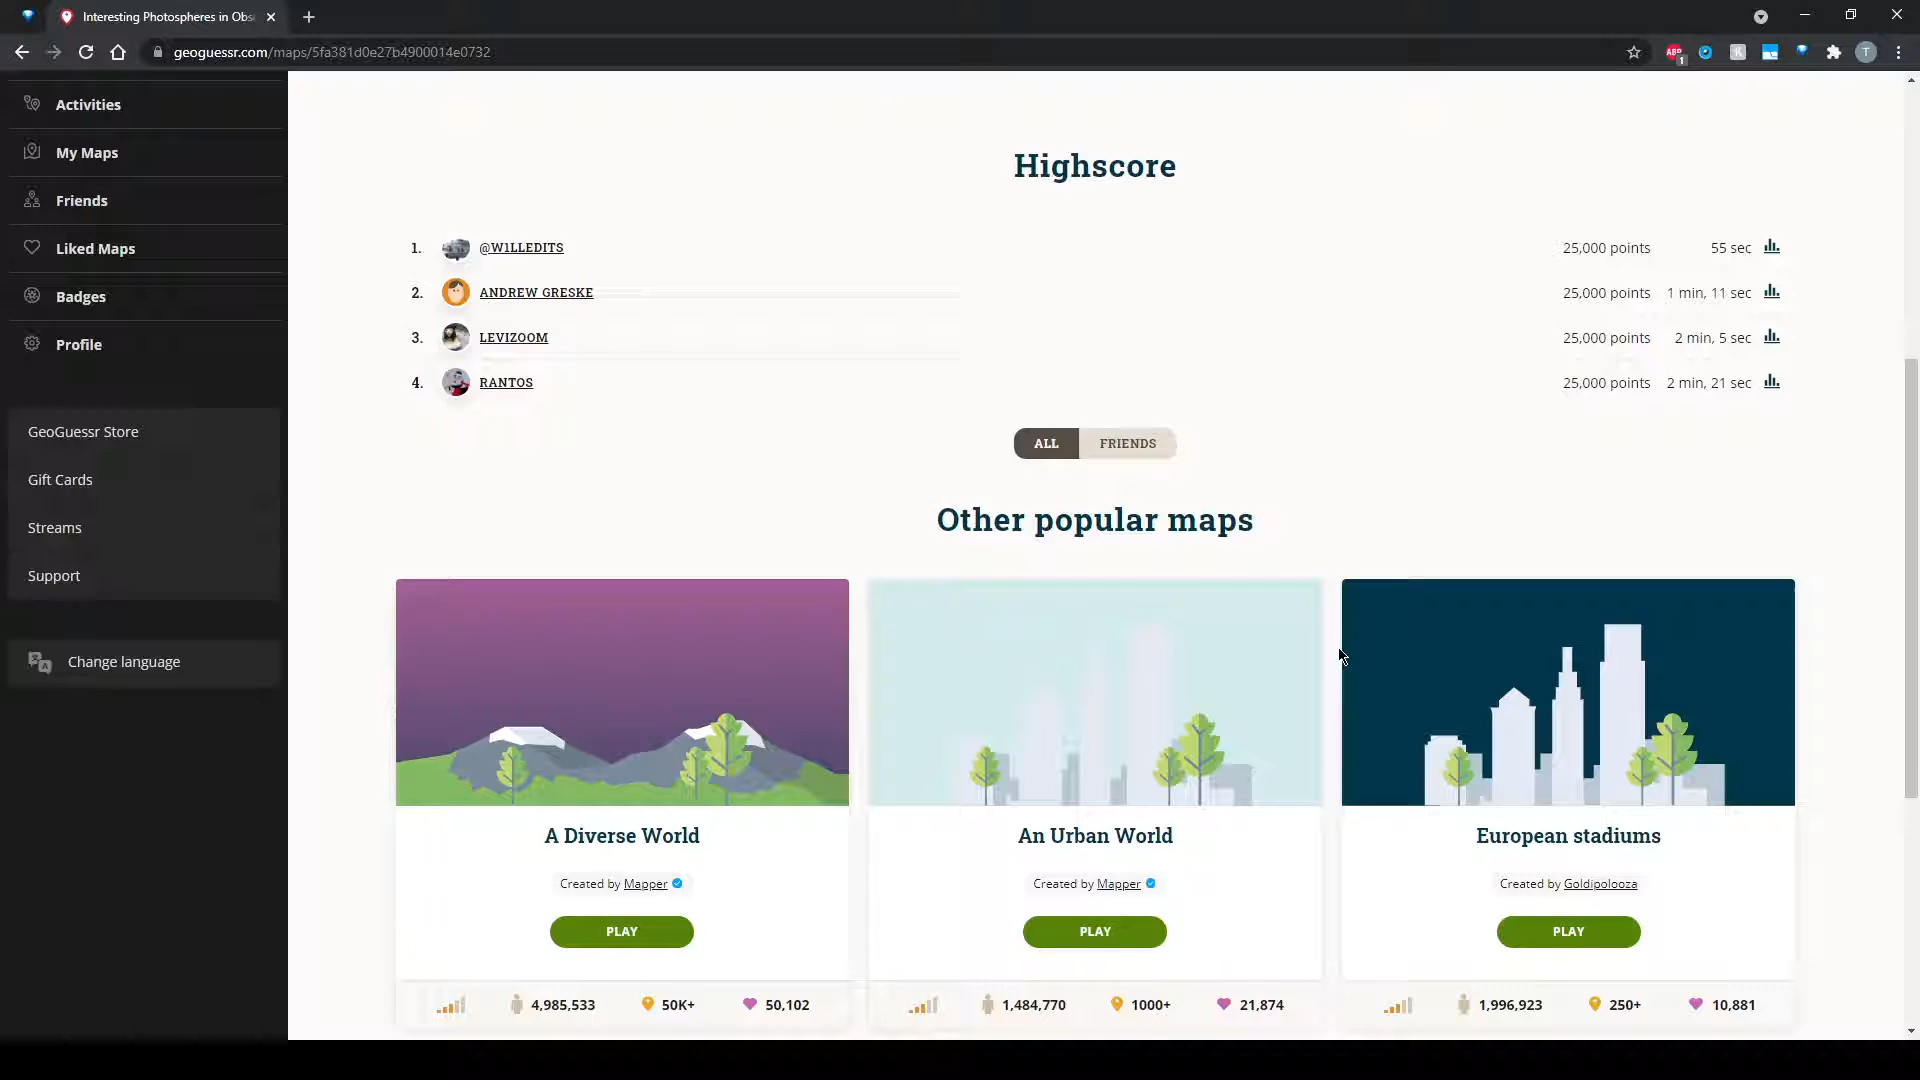 Interesting Photospheres in Obs
geoguessr.com/maps/5fa381d0e27b4900014e0732
ABP
1
T
Activities
My Maps
Friends
Liked Maps
Badges
Profile
GeoGuessr Store
Gift Cards
Streams
Support
Change language
Highscore
1. @W1LLEDITS 25,000 points 55 sec
2. ANDREW GRESKE 25,000 points 1 min, 11 sec
3. LEVIZOOM 25,000 points 2 min, 5 sec
4. RANTOS 25,000 points 2 min, 21 sec
ALL FRIENDS
Other popular maps
A Diverse World
Created by Mapper
PLAY
4,985,533 50K+ 50,102
An Urban World
Created by Mapper
PLAY
1,484,770 1000+ 21,874
European stadiums
Created by Goldipolooza
PLAY
1,996,923 250+ 10,881